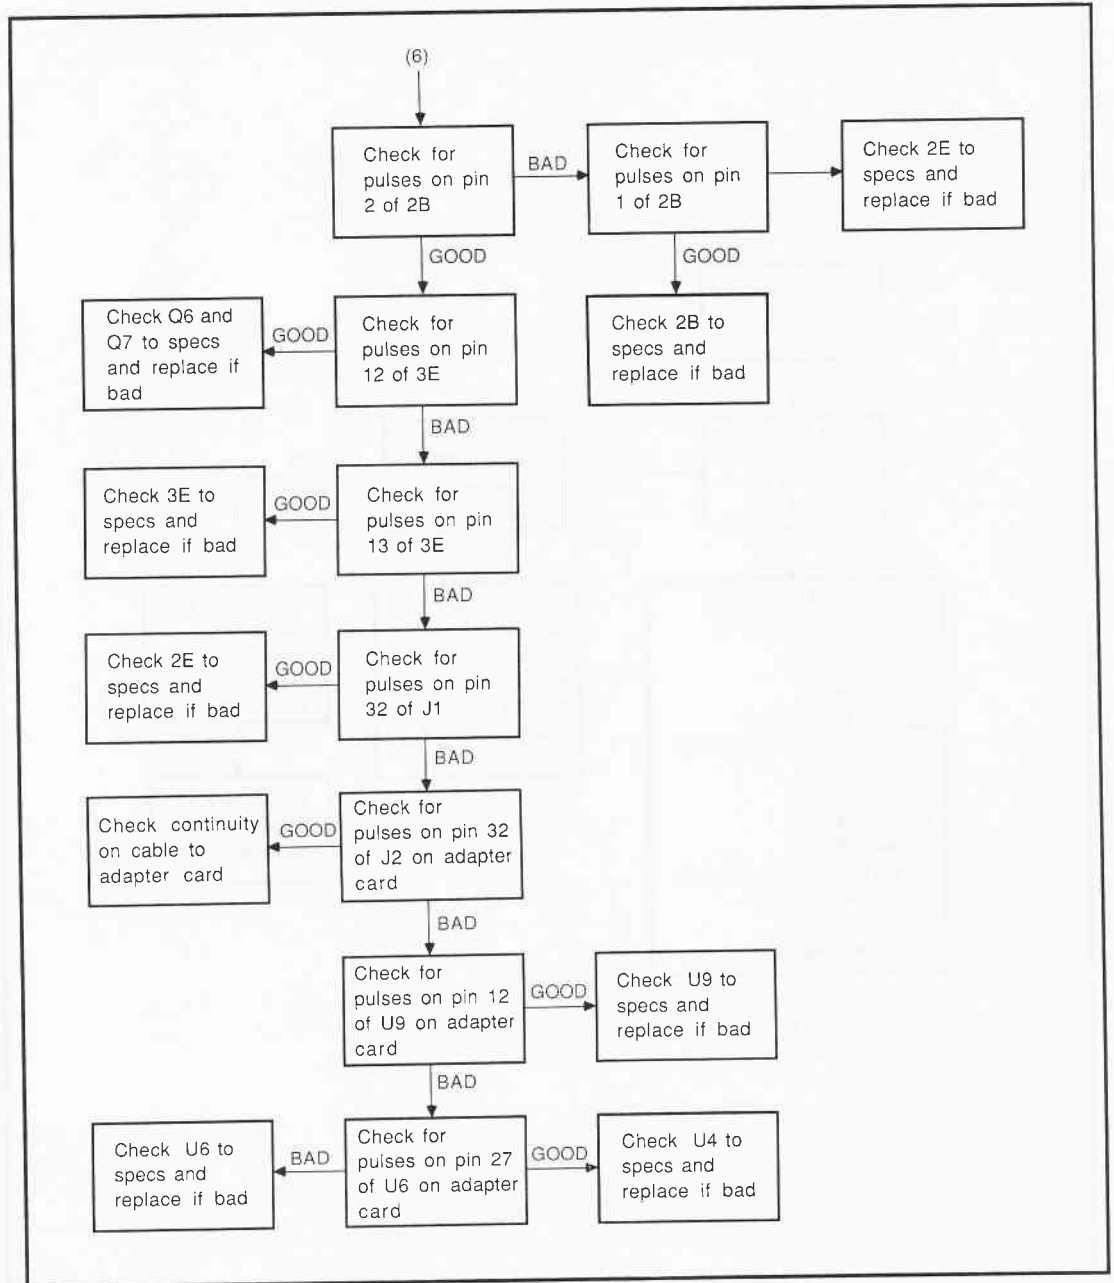 (6)
Check for
pulses on pin
2 of 2B
BAD
Check for
pulses on pin
1 of 2B
Check 2E to
specs and
replace if bad
GOOD
GOOD
Check Q6 and
Q7 to specs
and replace if
bad
GOOD
Check for
pulses on pin
12 of 3E
Check 2B to
specs and
replace if bad
BAD
Check 3E to
specs and
replace if bad
GOOD
Check for
pulses on pin
13 of 3E
BAD
Check 2E to
specs and
replace if bad
GOOD
Check for
pulses on pin
32 of J1
BAD
Check continuity
on cable to
adapter card
GOOD
Check for
pulses on pin 32
of J2 on adapter
card
BAD
Check for
pulses on pin 12
of U9 on adapter
card
GOOD
Check U9 to
specs and
replace if bad
BAD
Check U6 to
specs and
replace if bad
BAD
Check for
pulses on pin 27
of U6 on adapter
card
GOOD
Check U4 to
specs and
replace if bad